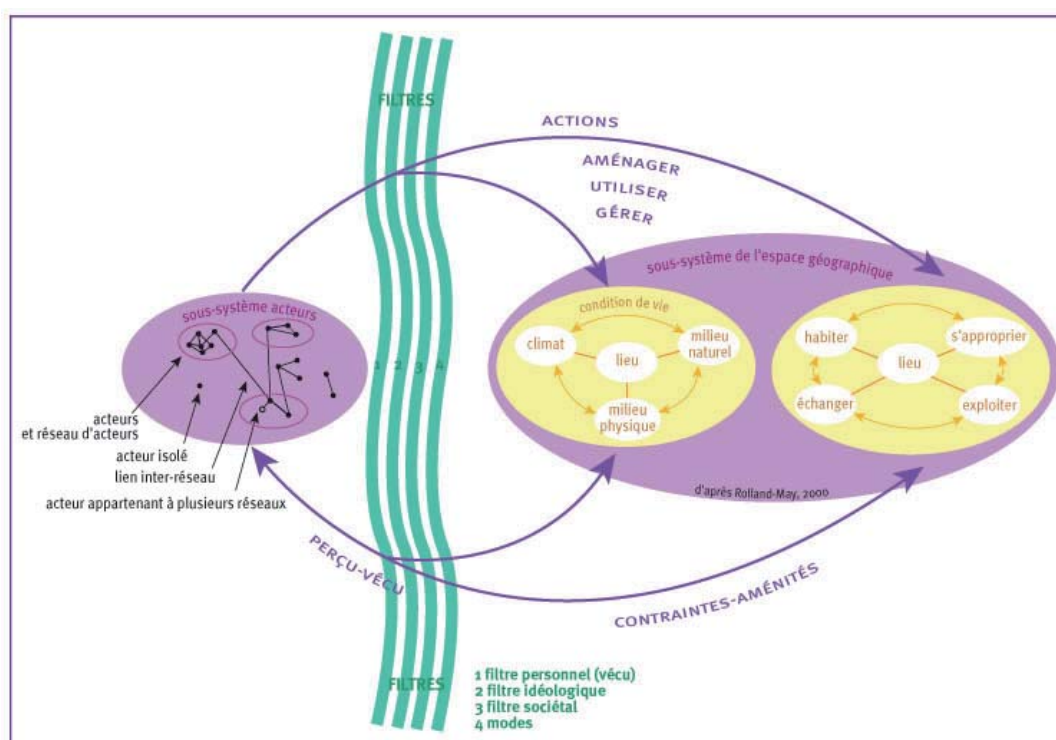 FILTRES
ACTIONS
AMÉNAGER
UTILISER
GÉRER
sous-système de l'espace géographique
sous-système acteurs
condition de vie
climat
milieu
naturel
lieu
milieu
physique
habiter
s'approprier
lieu
échanger
exploiter
1 2 3 4
acteurs
et réseau d'acteurs
acteur isolé
lien inter-réseau
acteur appartenant à plusieurs réseaux
d'après Rolland-May, 2000
PERÇU-VÉCU
CONTRAINTES-AMÉNITÉS
FILTRES
1 filtre personnel (vécu)
2 filtre idéologique
3 filtre sociétal
4 modes